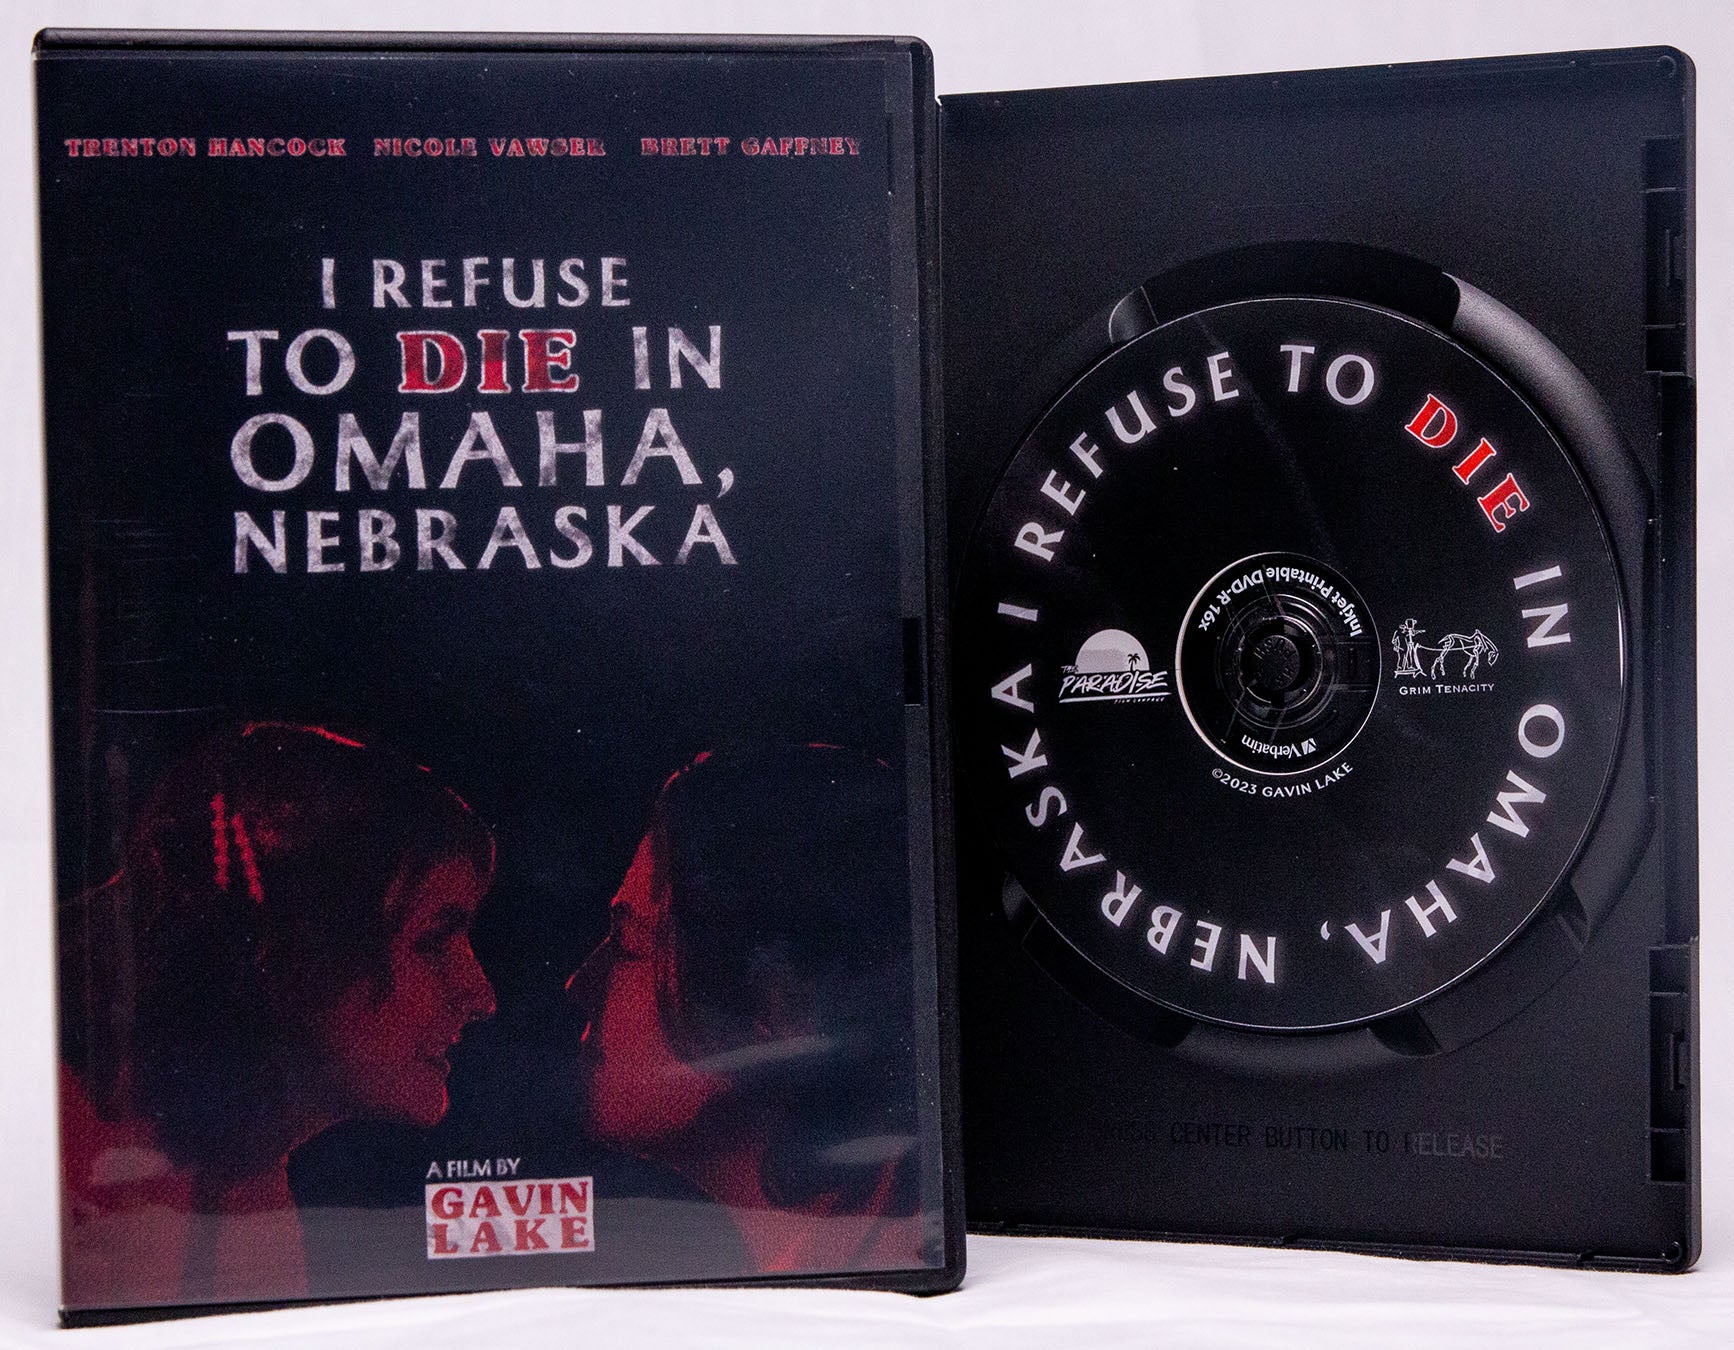 TRENTON HANCOCK NICOLE VAWSER BRETT GAFFNEY
I REFUSE
TO DIE IN
OMAHA,
NEBRASKA
A FILM BY
GAVIN
LAKE
I REFUSE TO DIE IN OMAHA, NEBRASKA
Inkjet Printable DVD-R 16x
THE
PARADISE
FILM COMPANY
GRIM TENACITY
Verbatim
©2023 GAVIN LAKE
CENTER BUTTON TO RELEASE